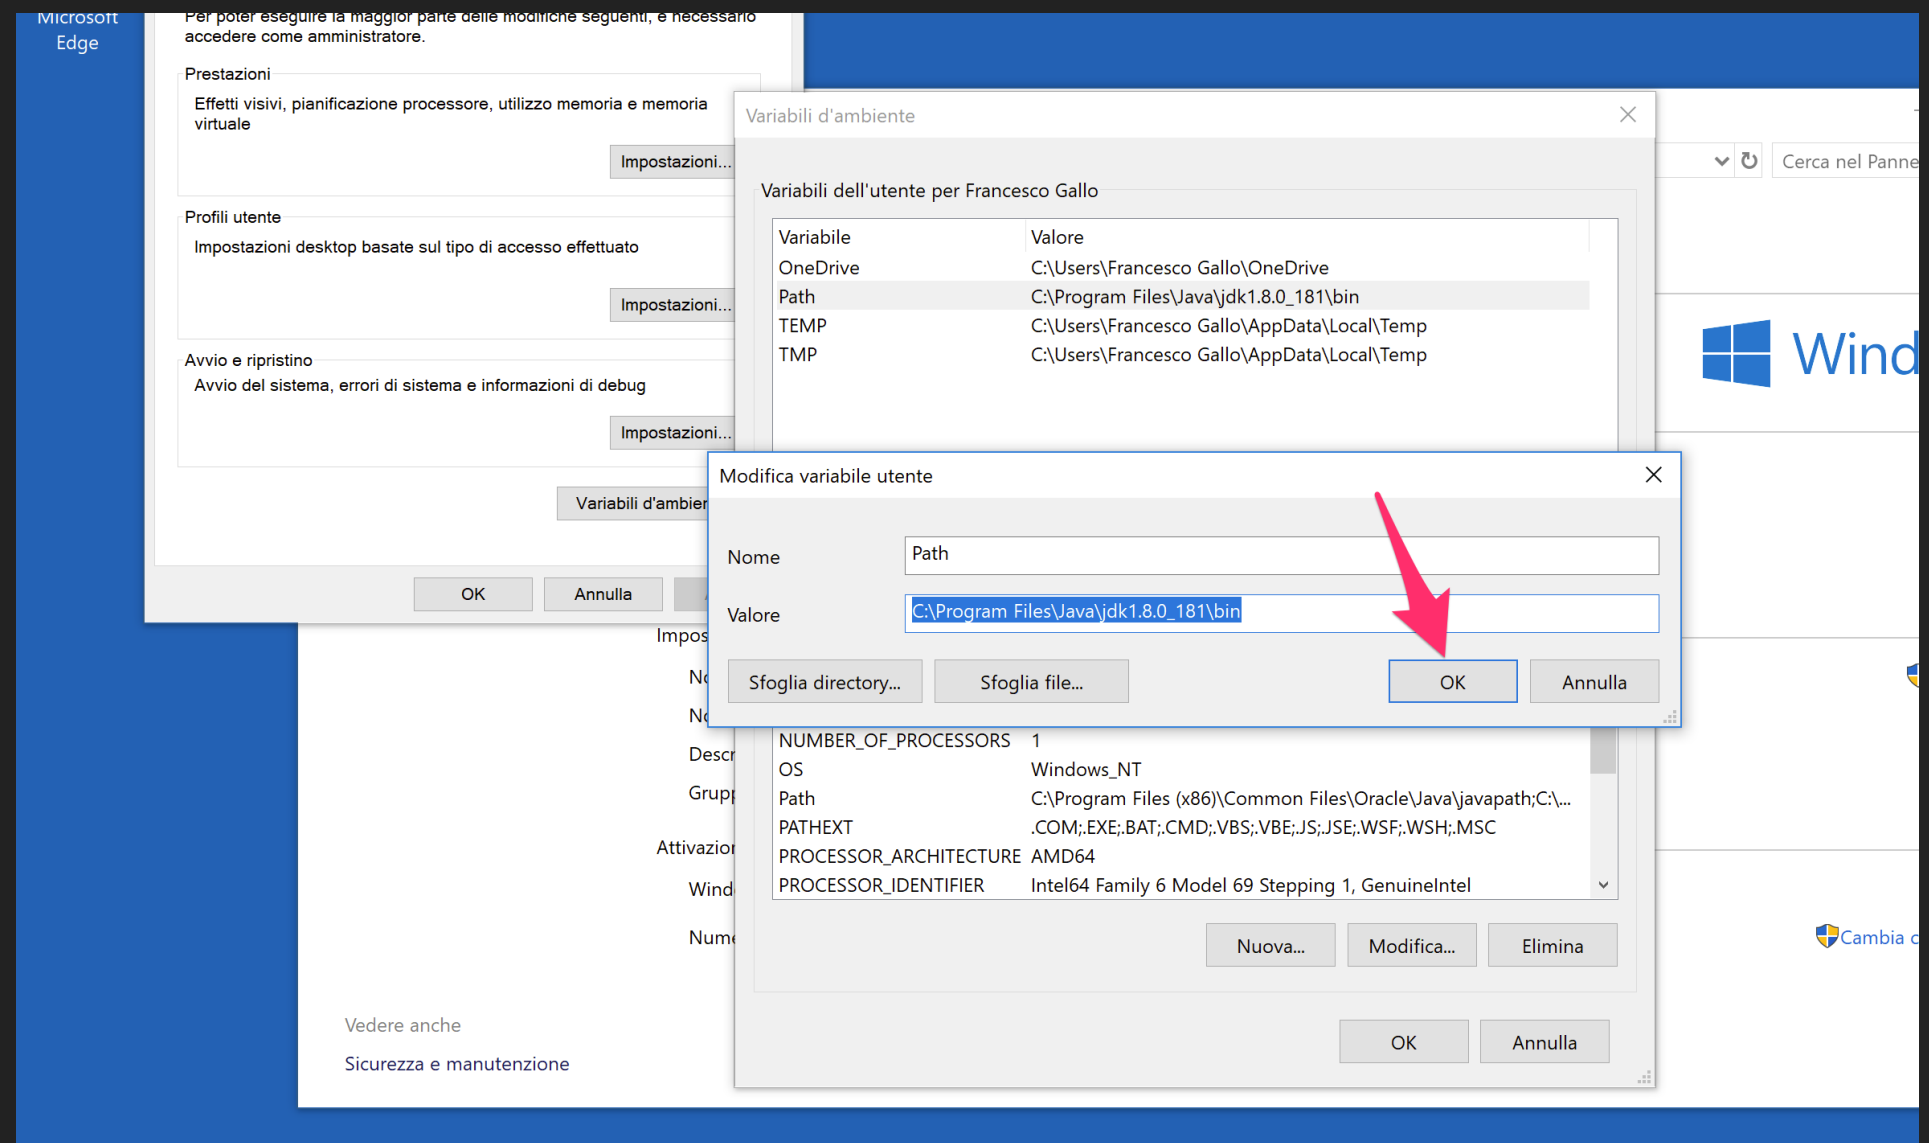 Microsoft
Edge
Per poter eseguire la maggior parte delle modifiche seguenti, è necessario
accedere come amministratore.
Prestazioni
Effetti visivi, pianificazione processore, utilizzo memoria e memoria
virtuale
Impostazioni...
Profili utente
Impostazioni desktop basate sul tipo di accesso effettuato
Impostazioni...
Avvio e ripristino
Avvio del sistema, errori di sistema e informazioni di debug
Impostazioni...
Variabili d'ambien
OK
Annulla
Variabili d'ambiente
Variabili dell'utente per Francesco Gallo
Variabile Valore
OneDrive C:\Users\Francesco Gallo\OneDrive
Path C:\Program Files\Java\jdk1.8.0_181\bin
TEMP C:\Users\Francesco Gallo\AppData\Local\Temp
TMP C:\Users\Francesco Gallo\AppData\Local\Temp
Modifica variabile utente
Nome Path
Valore C:\Program Files\Java\jdk1.8.0_181\bin
Sfoglia directory... Sfoglia file... OK Annulla
NUMBER_OF_PROCESSORS 1
OS Windows_NT
Path C:\Program Files (x86)\Common Files\Oracle\Java\javapath;C:\...
PATHEXT .COM;.EXE;.BAT;.CMD;.VBS;.VBE;.JS;.JSE;.WSF;.WSH;.MSC
PROCESSOR_ARCHITECTURE AMD64
PROCESSOR_IDENTIFIER Intel64 Family 6 Model 69 Stepping 1, GenuineIntel
Nuova... Modifica... Elimina
OK Annulla
Cerca nel Panne
Wind
Impos
No
No
Descr
Grupp
Attivazion
Windo
Nume
Cambia c
Vedere anche
Sicurezza e manutenzione